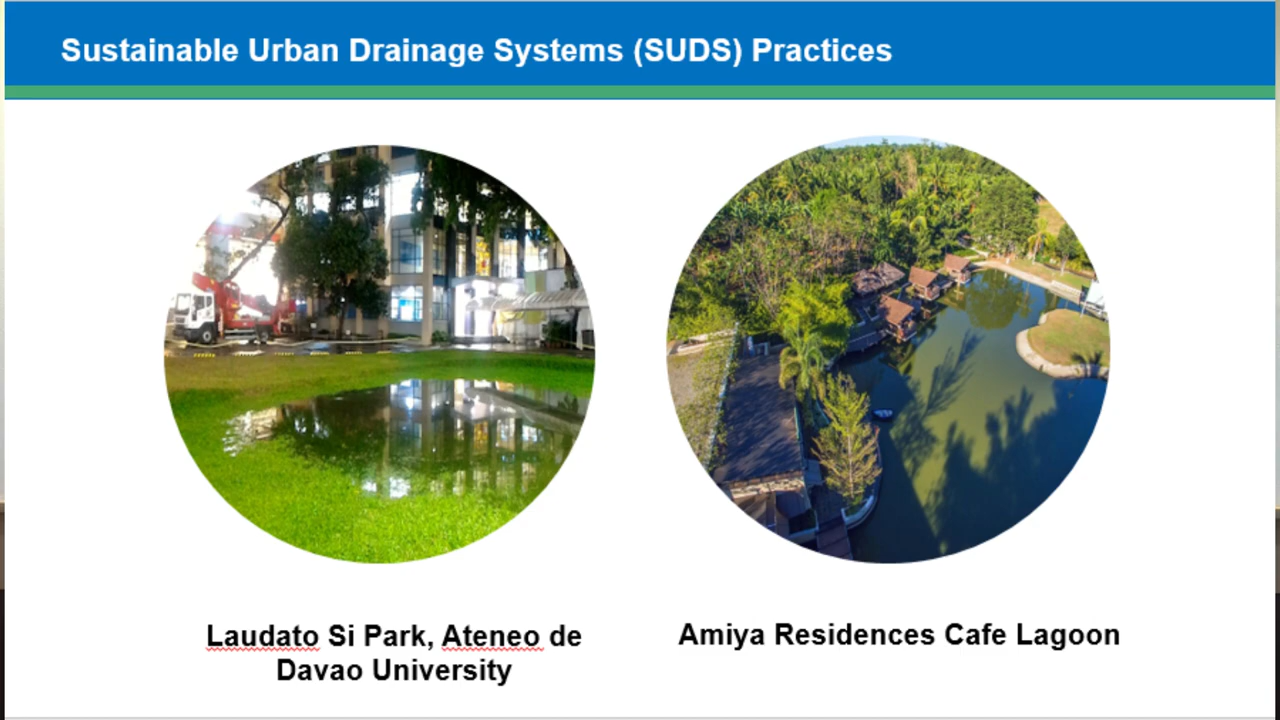 Sustainable Urban Drainage Systems (SUDS) Practices
Laudato Si Park, Ateneo de
Davao University
Amiya Residences Cafe Lagoon